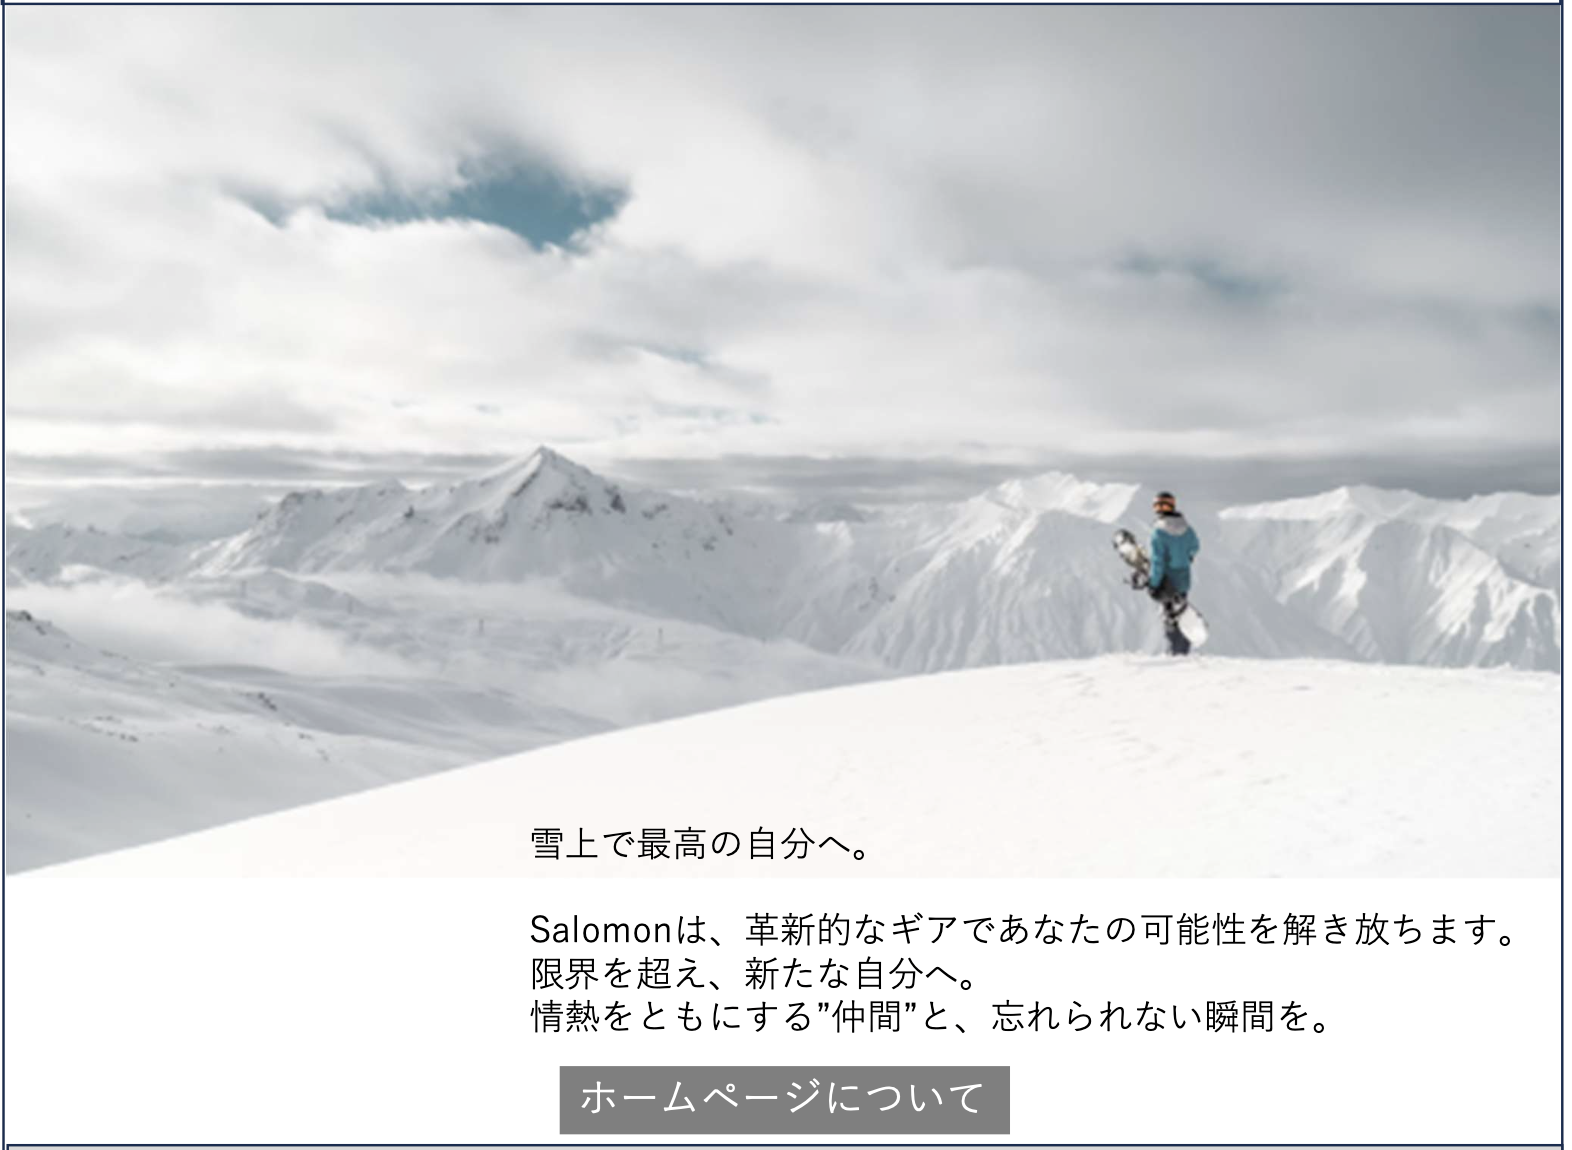 雪上で最高の自分へ。
Salomonは、革新的なギアであなたの可能性を解き放ちます。
限界を超え、新たな自分へ。
情熱をともにする”仲間”と、忘れられない瞬間を。
ホームページについて